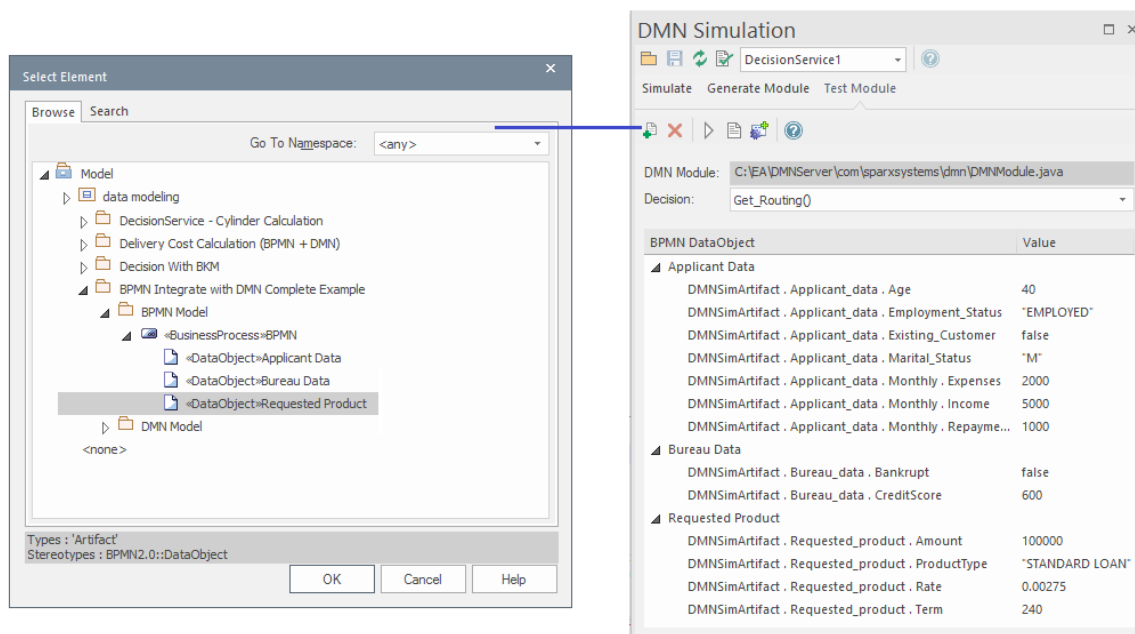 Select Element
Browse Search
Go To Namespace: <any>
Model
data modeling
DecisionService - Cylinder Calculation
Delivery Cost Calculation (BPMN + DMN)
Decision With BKM
BPMN Integrate with DMN Complete Example
BPMN Model
«BusinessProcess»BPMN
«DataObject»Applicant Data
«DataObject»Bureau Data
«DataObject»Requested Product
DMN Model
<none>
Types : 'Artifact'
Stereotypes : BPMN2.0::DataObject
OK Cancel Help
DMN Simulation
DecisionService1
Simulate Generate Module Test Module
DMN Module: C:\EA\DMNServer\com\sparxsystems\dmn\DMNModule.java
Decision: Get_Routing()
BPMN DataObject Value
Applicant Data
DMNSimArtifact . Applicant_data . Age 40
DMNSimArtifact . Applicant_data . Employment_Status "EMPLOYED"
DMNSimArtifact . Applicant_data . Existing_Customer false
DMNSimArtifact . Applicant_data . Marital_Status "M"
DMNSimArtifact . Applicant_data . Monthly . Expenses 2000
DMNSimArtifact . Applicant_data . Monthly . Income 5000
DMNSimArtifact . Applicant_data . Monthly . Repayme... 1000
Bureau Data
DMNSimArtifact . Bureau_data . Bankrupt false
DMNSimArtifact . Bureau_data . CreditScore 600
Requested Product
DMNSimArtifact . Requested_product . Amount 100000
DMNSimArtifact . Requested_product . ProductType "STANDARD LOAN"
DMNSimArtifact . Requested_product . Rate 0.00275
DMNSimArtifact . Requested_product . Term 240